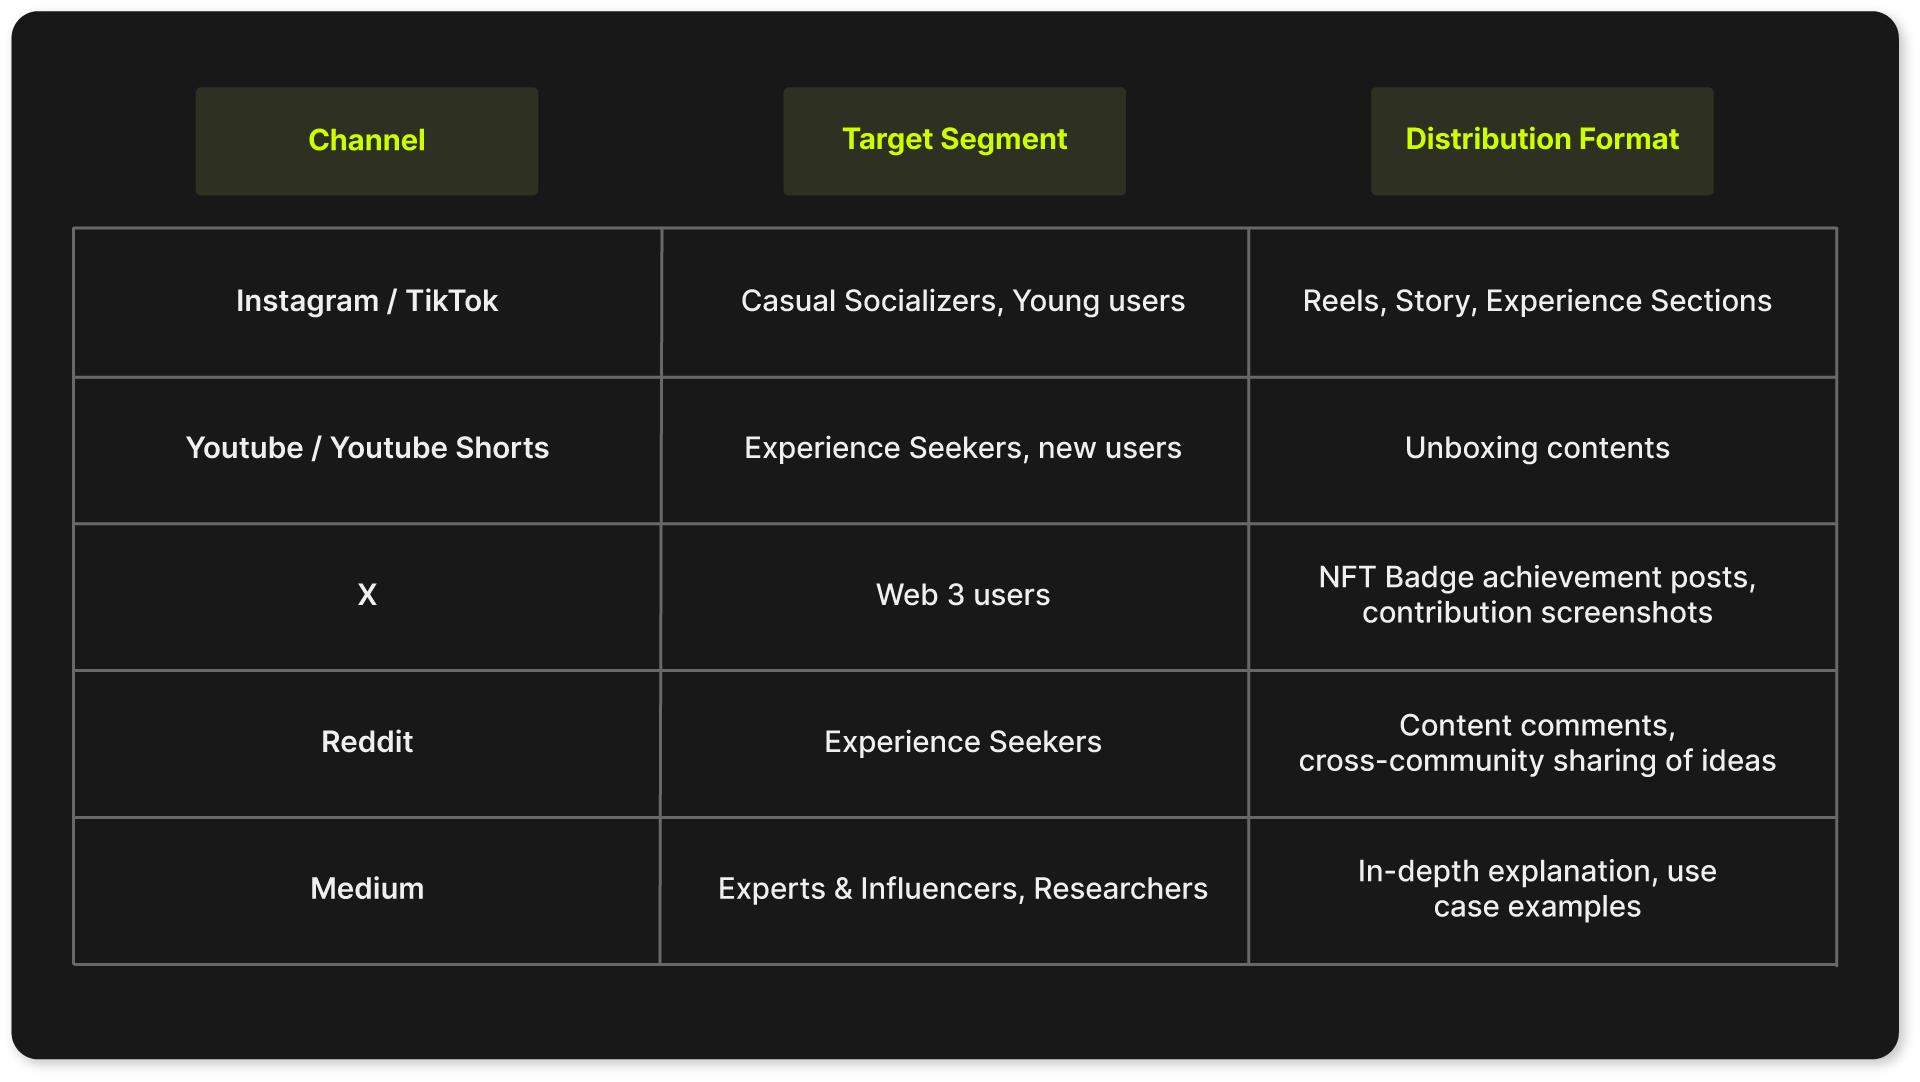 Channel
Target Segment
Distribution Format
Instagram / TikTok
Casual Socializers, Young users
Reels, Story, Experience Sections
Youtube / Youtube Shorts
Experience Seekers, new users
Unboxing contents
X
Web 3 users
NFT Badge achievement posts,
contribution screenshots
Reddit
Experience Seekers
Content comments,
cross-community sharing of ideas
Medium
Experts & Influencers, Researchers
In-depth explanation, use
case examples